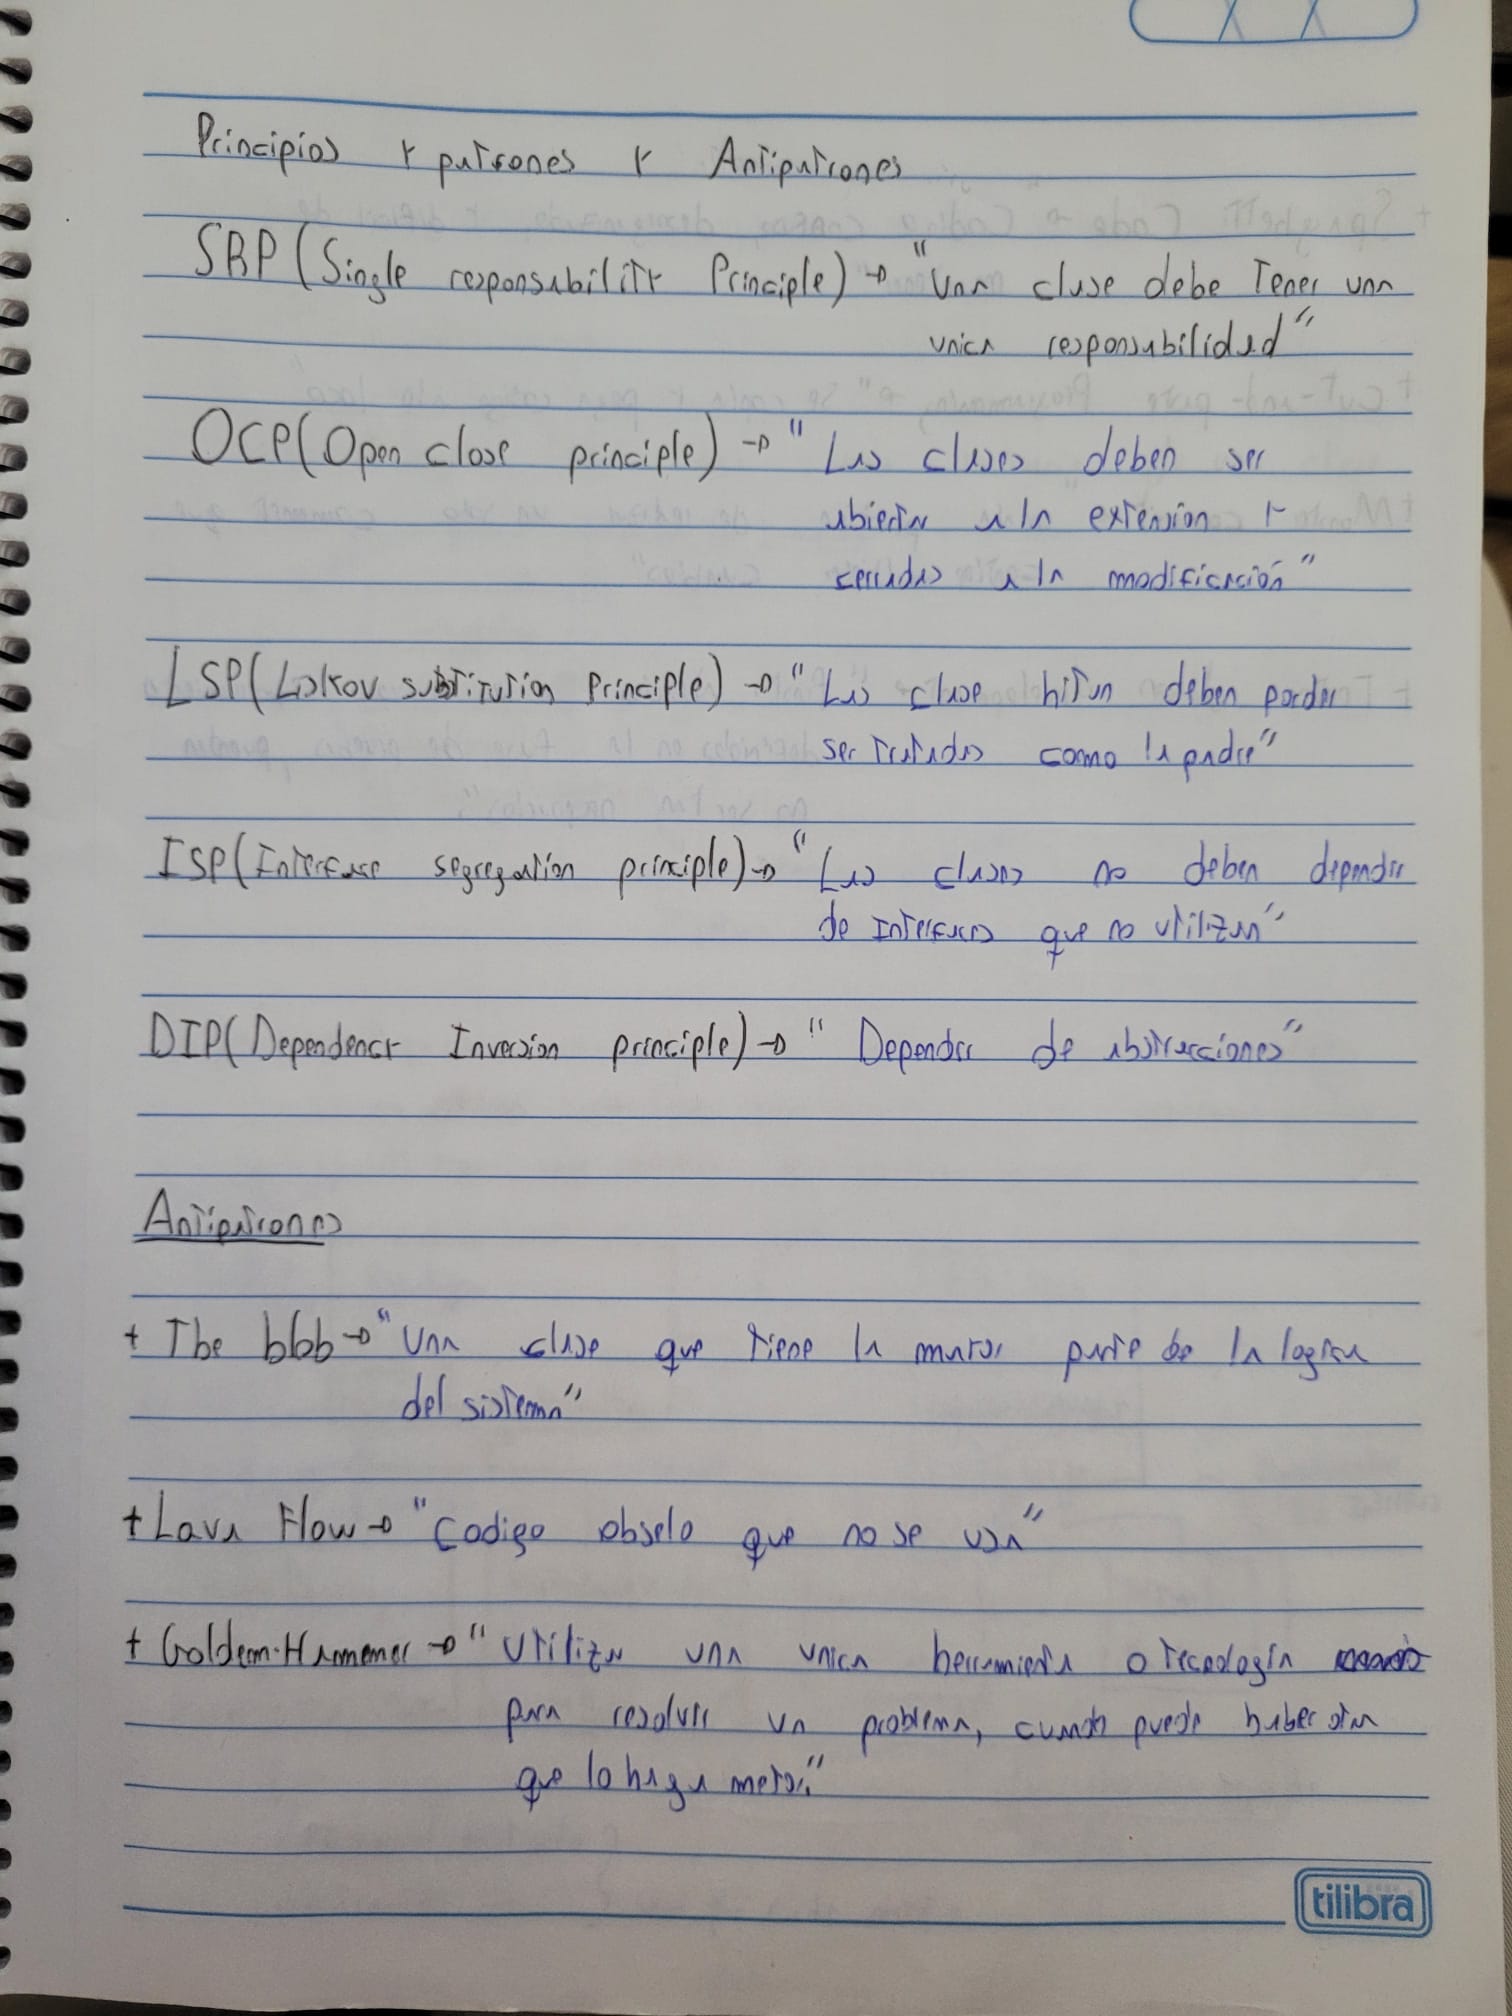 Principios y patrones y Antipatrones
SRP (Single responsability Principle) → "Una clase debe Tener una
unica responsabilidad"
OCP (Open close principle) → "Las clases deben ser
abierta a la extension y
cerradas a la modificación"
LSP (Liskov substitution Principle) → "Las clase hijan deben poder
ser tratadas como la padre"
ISP (Interfase segregation principle) → "Las clases no deben depender
de Interfaces que no utilizan"
DIP (Dependency Inversion principle) → "Depender de abstracciones"
Antipatrones
+ The blob → "Una clase que tiene la mayor parte de la logica
del sistema"
+ Lava Flow → "Codigo obselo que no se usa"
+ Goldem-Hammemer → "Utiliza una unica herramienta o tecnologia
para resolver un problema, cuando puede haber otra
que lo haga mejor"
tilibra